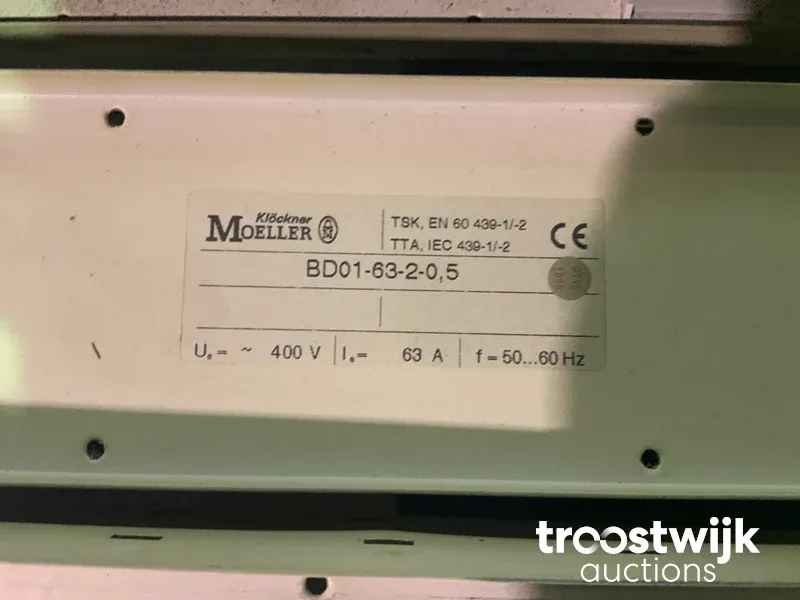 Klöckner
MOELLER
TSK, EN 60 439-1/-2
TTA, IEC 439-1/-2
CE
BD01-63-2-0,5
Uₑ= ~ 400 V Iₑ= 63 A f = 50...60 Hz
troostwijk
auctions